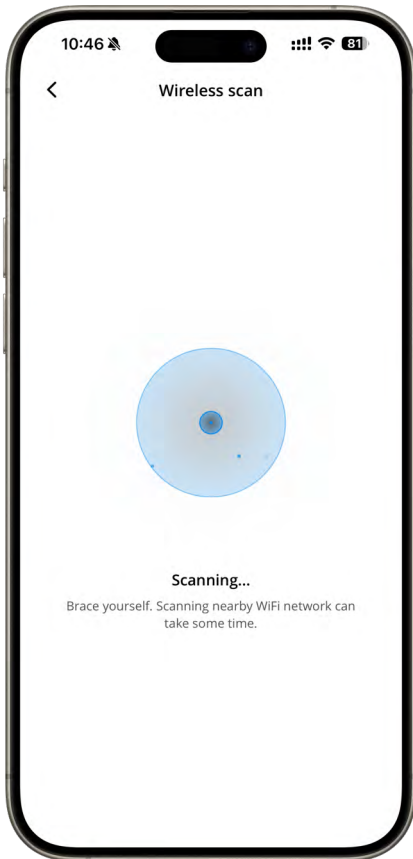 10:46
81
Wireless scan
Scanning...
Brace yourself. Scanning nearby WiFi network can
take some time.